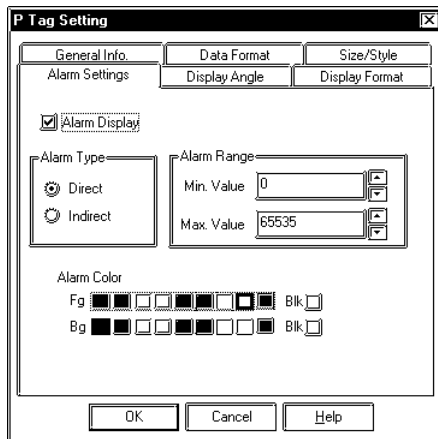 P Tag Setting
General Info. Data Format Size/Style
Alarm Settings Display Angle Display Format
Alarm Display
Alarm Type Alarm Range
Direct Min. Value 0
Indirect Max. Value 65535
Alarm Color
Fg Blk
Bg Blk
OK Cancel Help